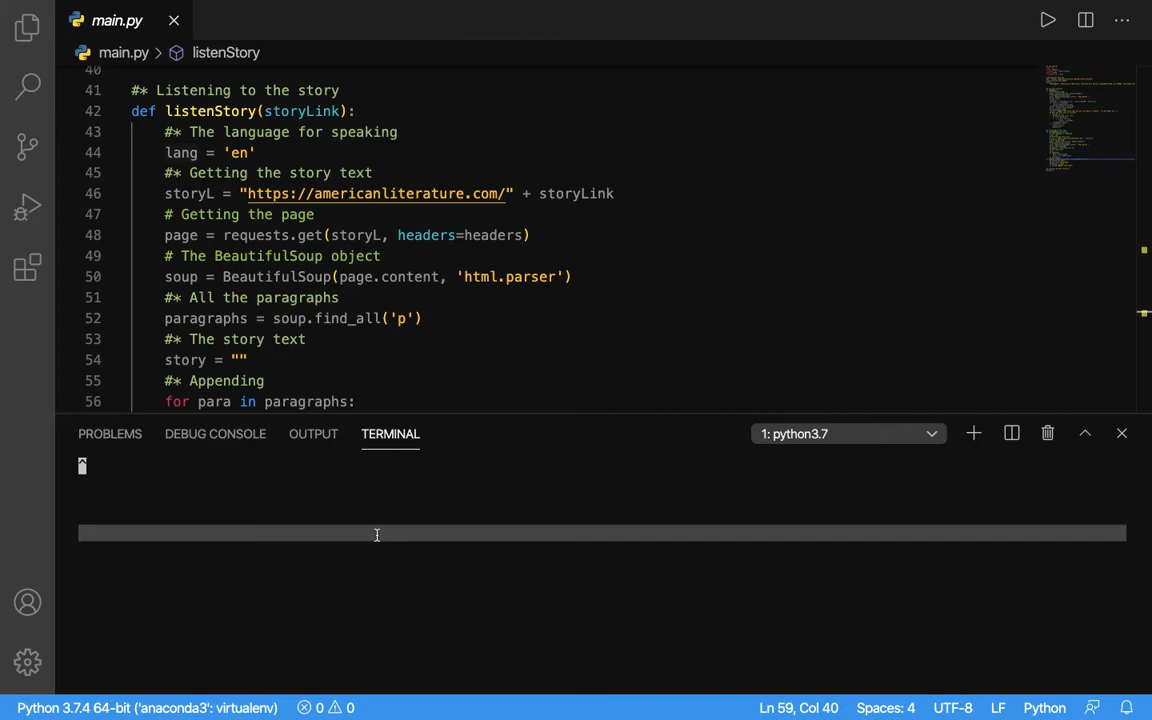 main.py
main.py > listenStory
40
41 #* Listening to the story
42 def listenStory(storyLink):
43 #* The language for speaking
44 lang = 'en'
45 #* Getting the story text
46 storyL = "https://americanliterature.com/" + storyLink
47 # Getting the page
48 page = requests.get(storyL, headers=headers)
49 # The BeautifulSoup object
50 soup = BeautifulSoup(page.content, 'html.parser')
51 #* All the paragraphs
52 paragraphs = soup.find_all('p')
53 #* The story text
54 story = ""
55 #* Appending
56 for para in paragraphs:
PROBLEMS DEBUG CONSOLE OUTPUT TERMINAL 1: python3.7
^
Python 3.7.4 64-bit ('anaconda3': virtualenv) 0 0 Ln 59, Col 40 Spaces: 4 UTF-8 LF Python